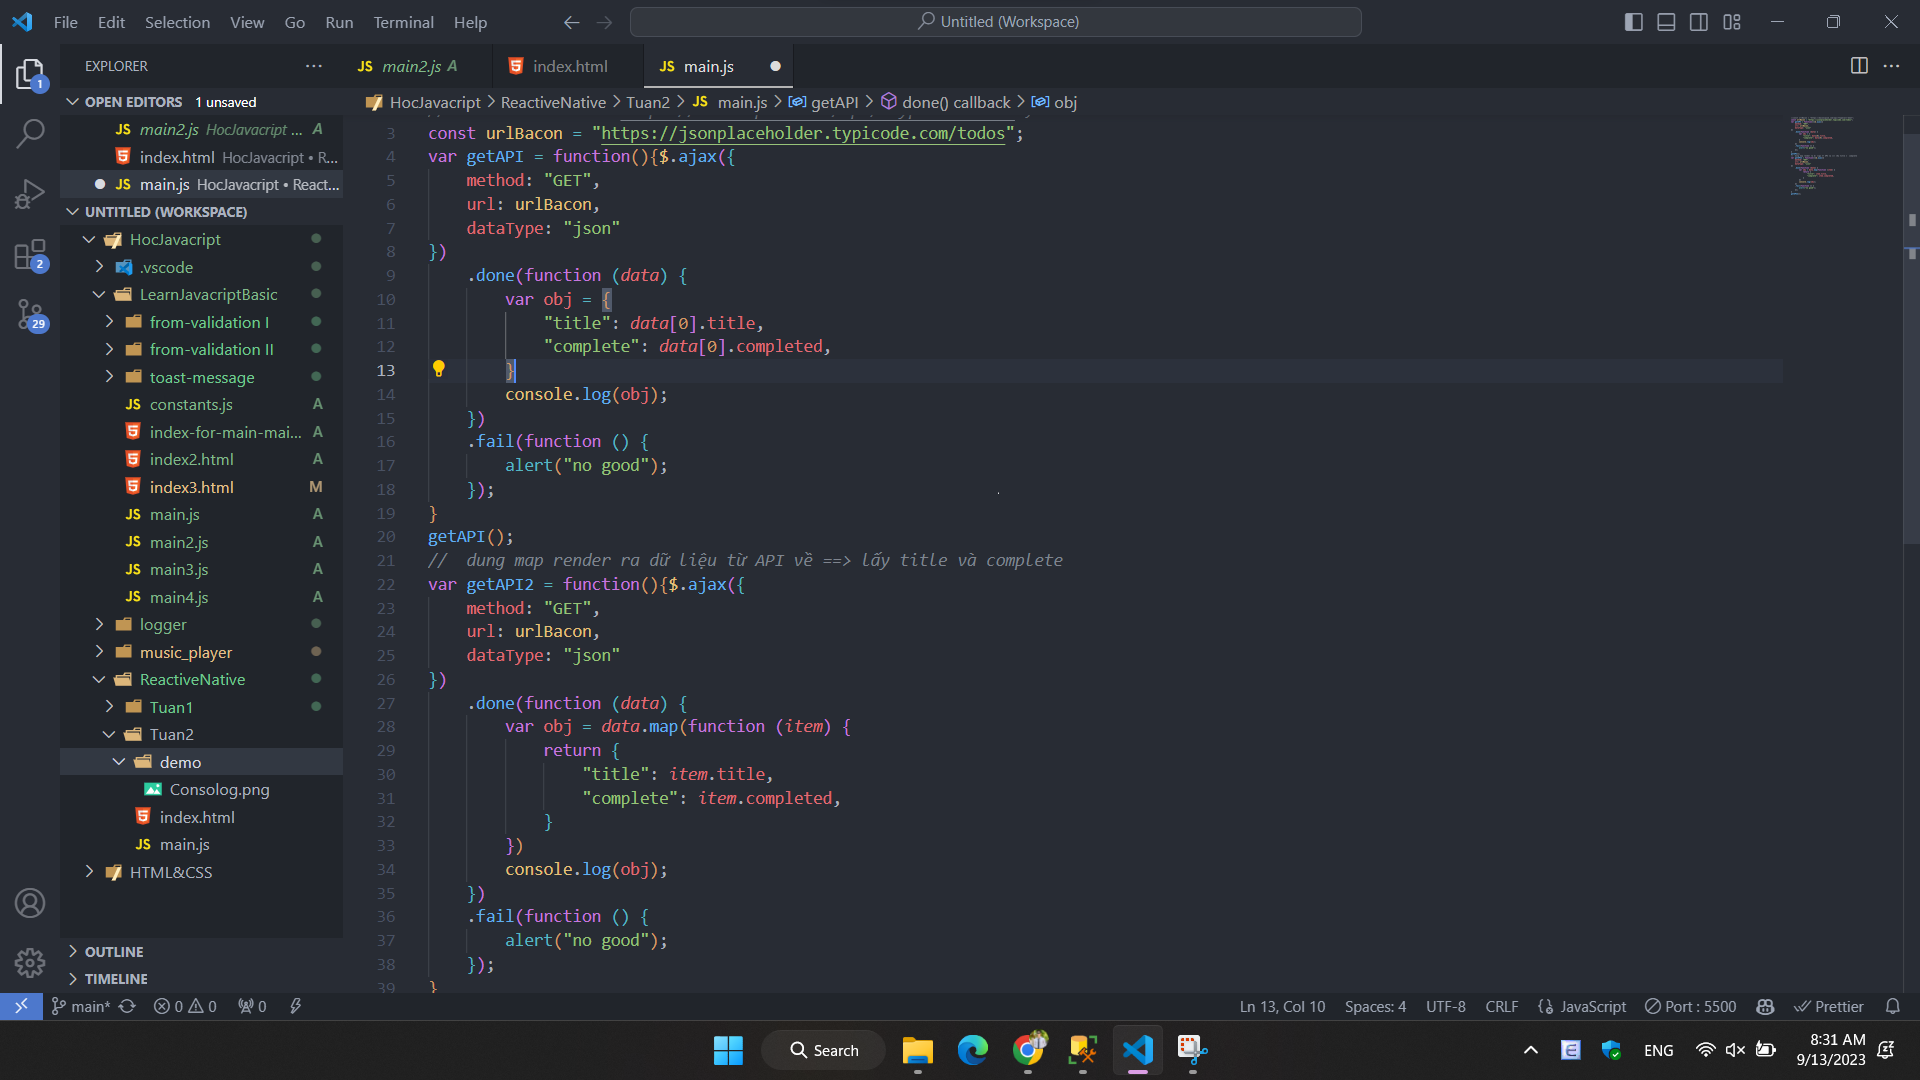 File Edit Selection View Go Run Terminal Help
Untitled (Workspace)
EXPLORER
JS main2.js A
index.html
JS main.js
OPEN EDITORS 1 unsaved
JS main2.js HocJavacript ... A
index.html HocJavacript • R...
JS main.js HocJavacript • React...
UNTITLED (WORKSPACE)
HocJavacript
.vscode
LearnJavacriptBasic
from-validation I
from-validation II
toast-message
JS constants.js A
index-for-main-mai... A
index2.html A
index3.html M
JS main.js A
JS main2.js A
JS main3.js A
JS main4.js A
logger
music_player
ReactiveNative
Tuan1
Tuan2
demo
Consolog.png
index.html
JS main.js
HTML&CSS
OUTLINE
TIMELINE
1
2
29
HocJavacript > ReactiveNative > Tuan2 > JS main.js > getAPI > done() callback > obj
3 const urlBacon = "https://jsonplaceholder.typicode.com/todos";
4 var getAPI = function(){$.ajax({
5 method: "GET",
6 url: urlBacon,
7 dataType: "json"
8 })
9 .done(function (data) {
10 var obj = {
11 "title": data[0].title,
12 "complete": data[0].completed,
13 }
14 console.log(obj);
15 })
16 .fail(function () {
17 alert("no good");
18 });
19 }
20 getAPI();
21 //  dung map render ra dữ liệu từ API về ==> lấy title và complete
22 var getAPI2 = function(){$.ajax({
23 method: "GET",
24 url: urlBacon,
25 dataType: "json"
26 })
27 .done(function (data) {
28 var obj = data.map(function (item) {
29 return {
30 "title": item.title,
31 "complete": item.completed,
32 }
33 })
34 console.log(obj);
35 })
36 .fail(function () {
37 alert("no good");
38 });
39 }
main* 0 0 0
Ln 13, Col 10 Spaces: 4 UTF-8 CRLF {} JavaScript Port : 5500 Prettier
Search
ENG
8:31 AM
9/13/2023